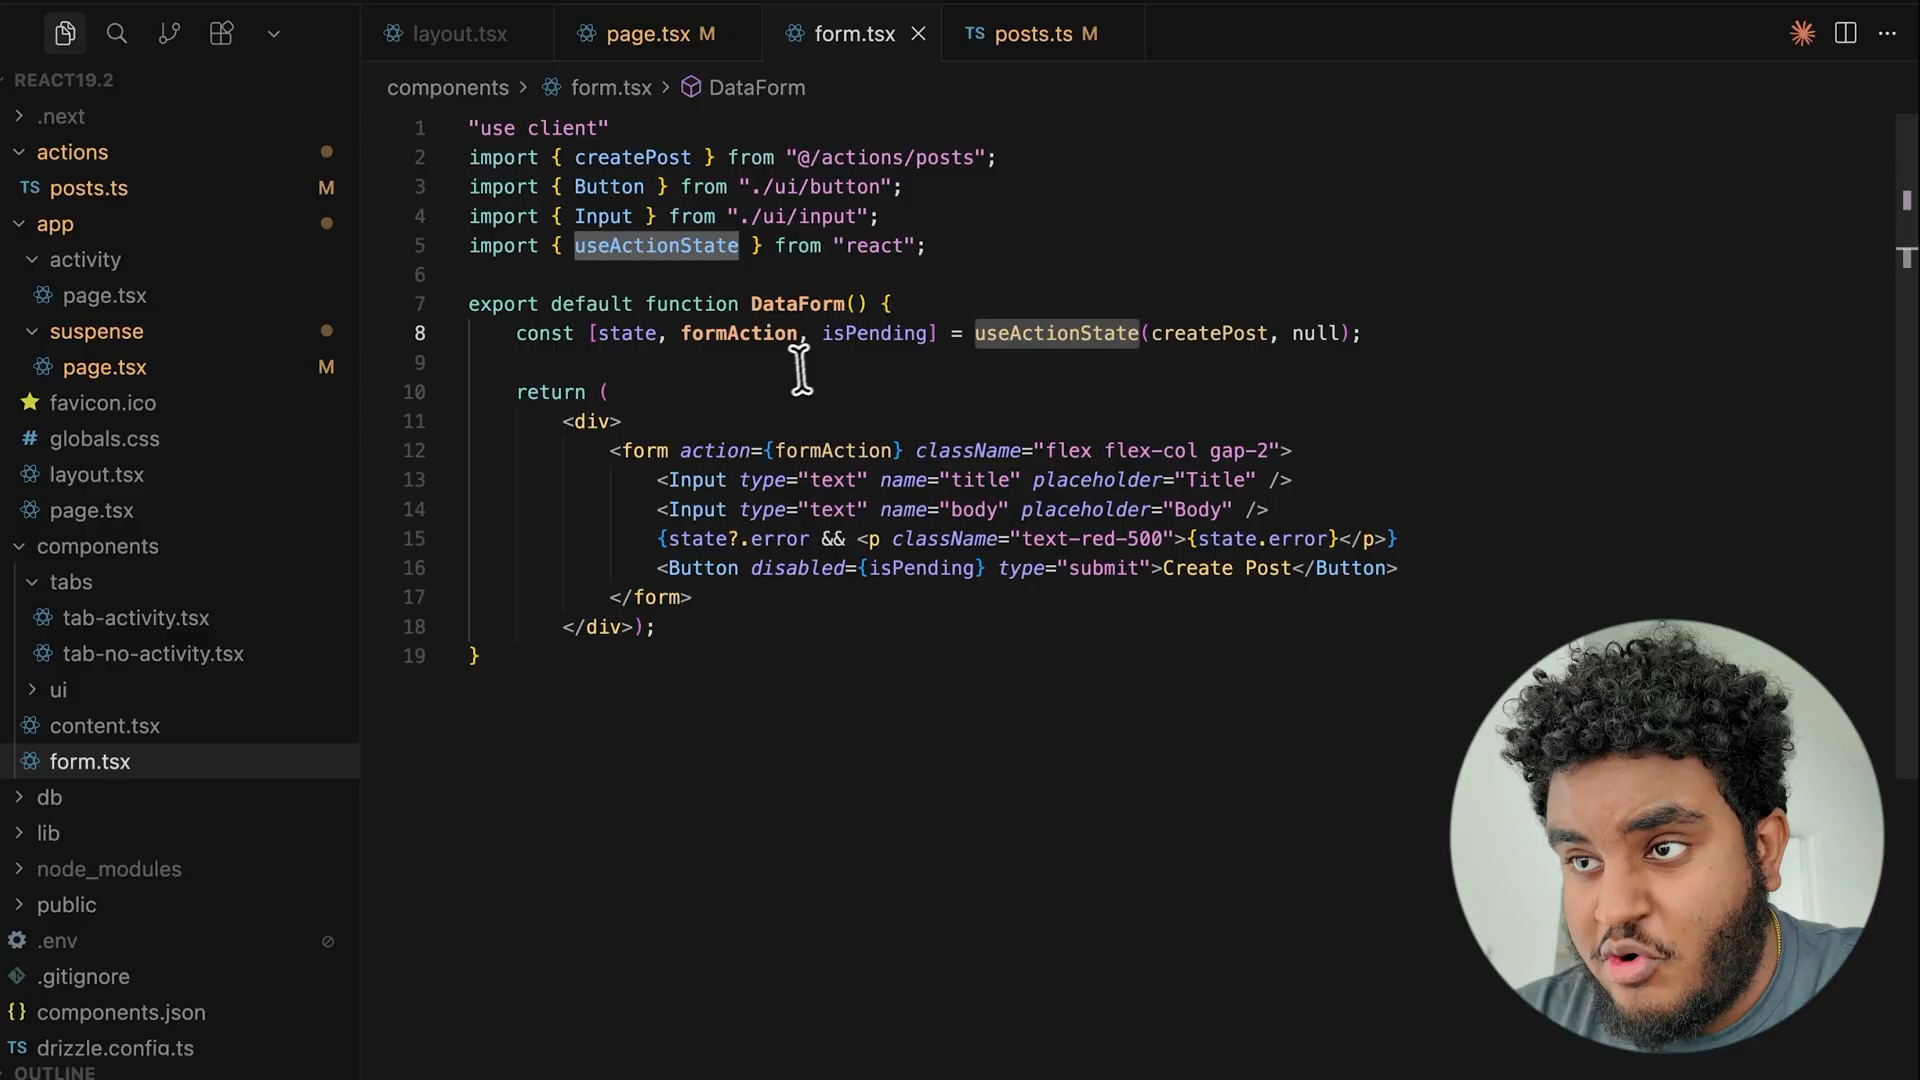 layout.tsx
page.tsx M
form.tsx
TS posts.ts M
REACT19.2
.next
actions
TS posts.ts M
app
activity
page.tsx
suspense
page.tsx M
favicon.ico
# globals.css
layout.tsx
page.tsx
components
tabs
tab-activity.tsx
tab-no-activity.tsx
ui
content.tsx
form.tsx
db
lib
node_modules
public
.env
.gitignore
{} components.json
TS drizzle.config.ts
OUTLINE
components > form.tsx > DataForm
1 "use client"
2 import { createPost } from "@/actions/posts";
3 import { Button } from "./ui/button";
4 import { Input } from "./ui/input";
5 import { useActionState } from "react";
6
7 export default function DataForm() {
8 const [state, formAction, isPending] = useActionState(createPost, null);
9
10 return (
11 <div>
12 <form action={formAction} className="flex flex-col gap-2">
13 <Input type="text" name="title" placeholder="Title" />
14 <Input type="text" name="body" placeholder="Body" />
15 {state?.error && <p className="text-red-500">{state.error}</p>}
16 <Button disabled={isPending} type="submit">Create Post</Button>
17 </form>
18 </div>);
19 }